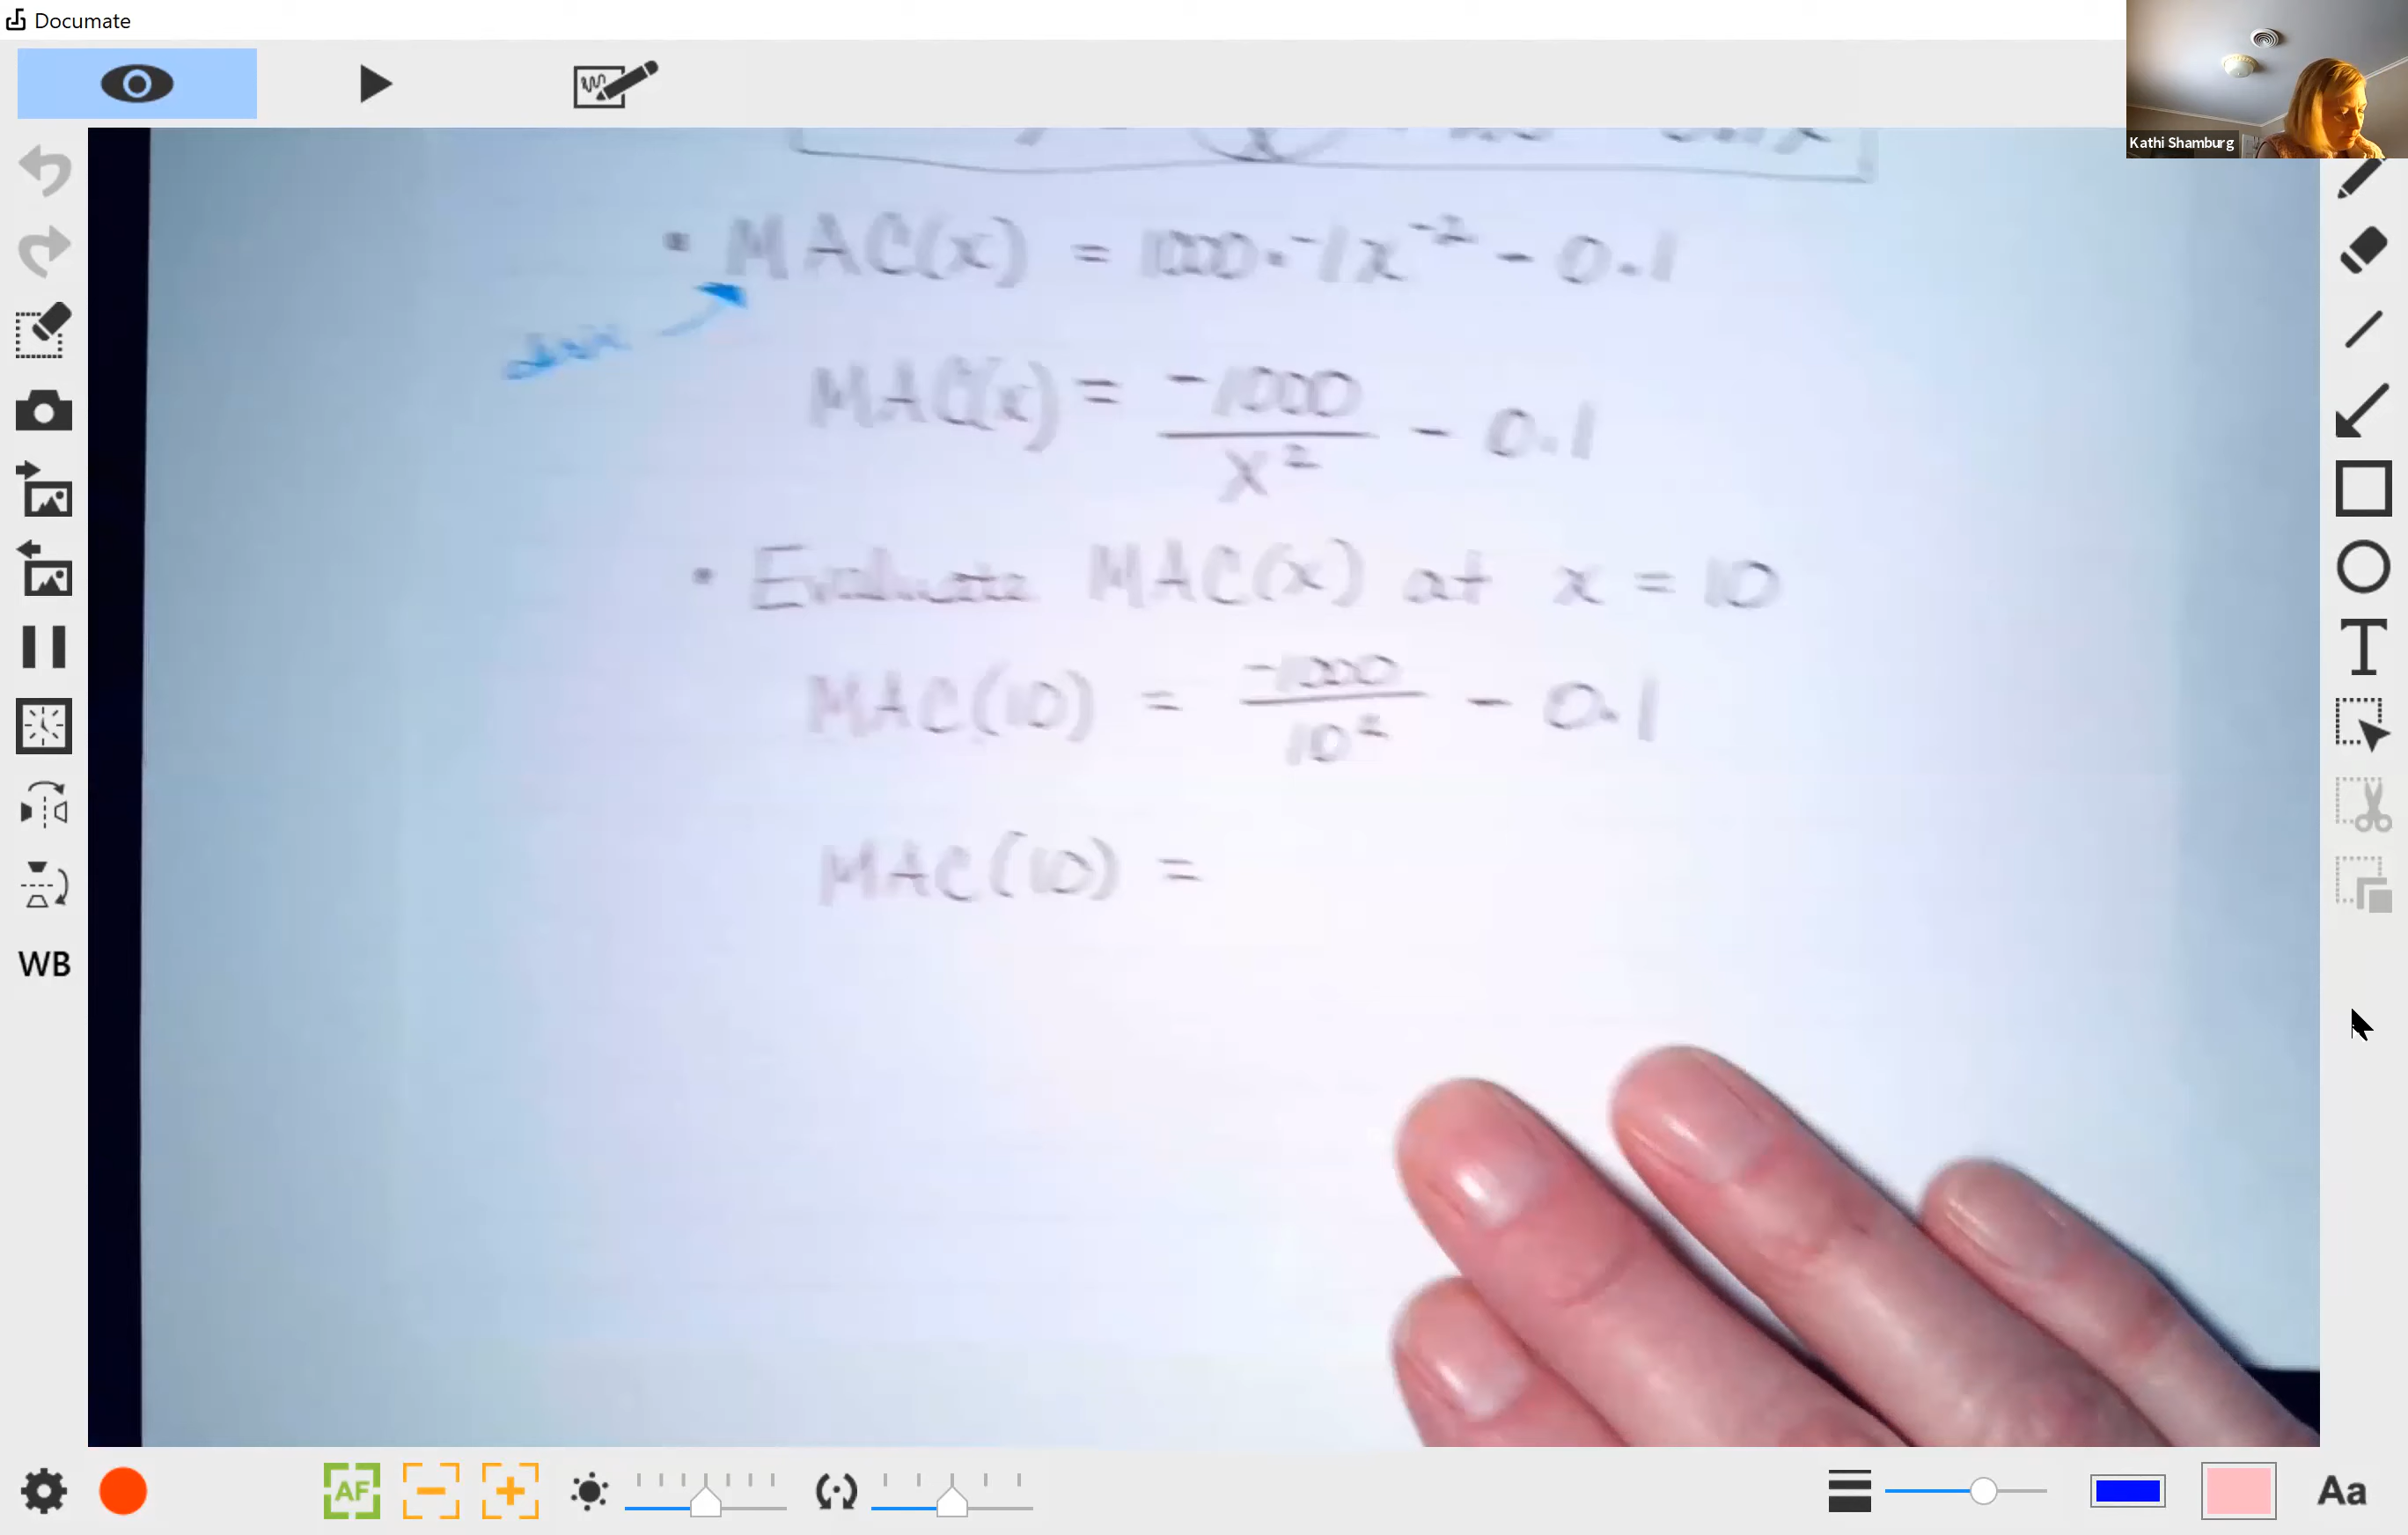 Documate
Kathi Shamburg
• MAC(x) = 1000·⁻1x⁻² - 0.1
MAC(x) = -1000/x² - 0.1
• Evaluate MAC(x) at x = 10
MAC(10) = -1000/10² - 0.1
MAC(10) =
WB
AF
T
Aa